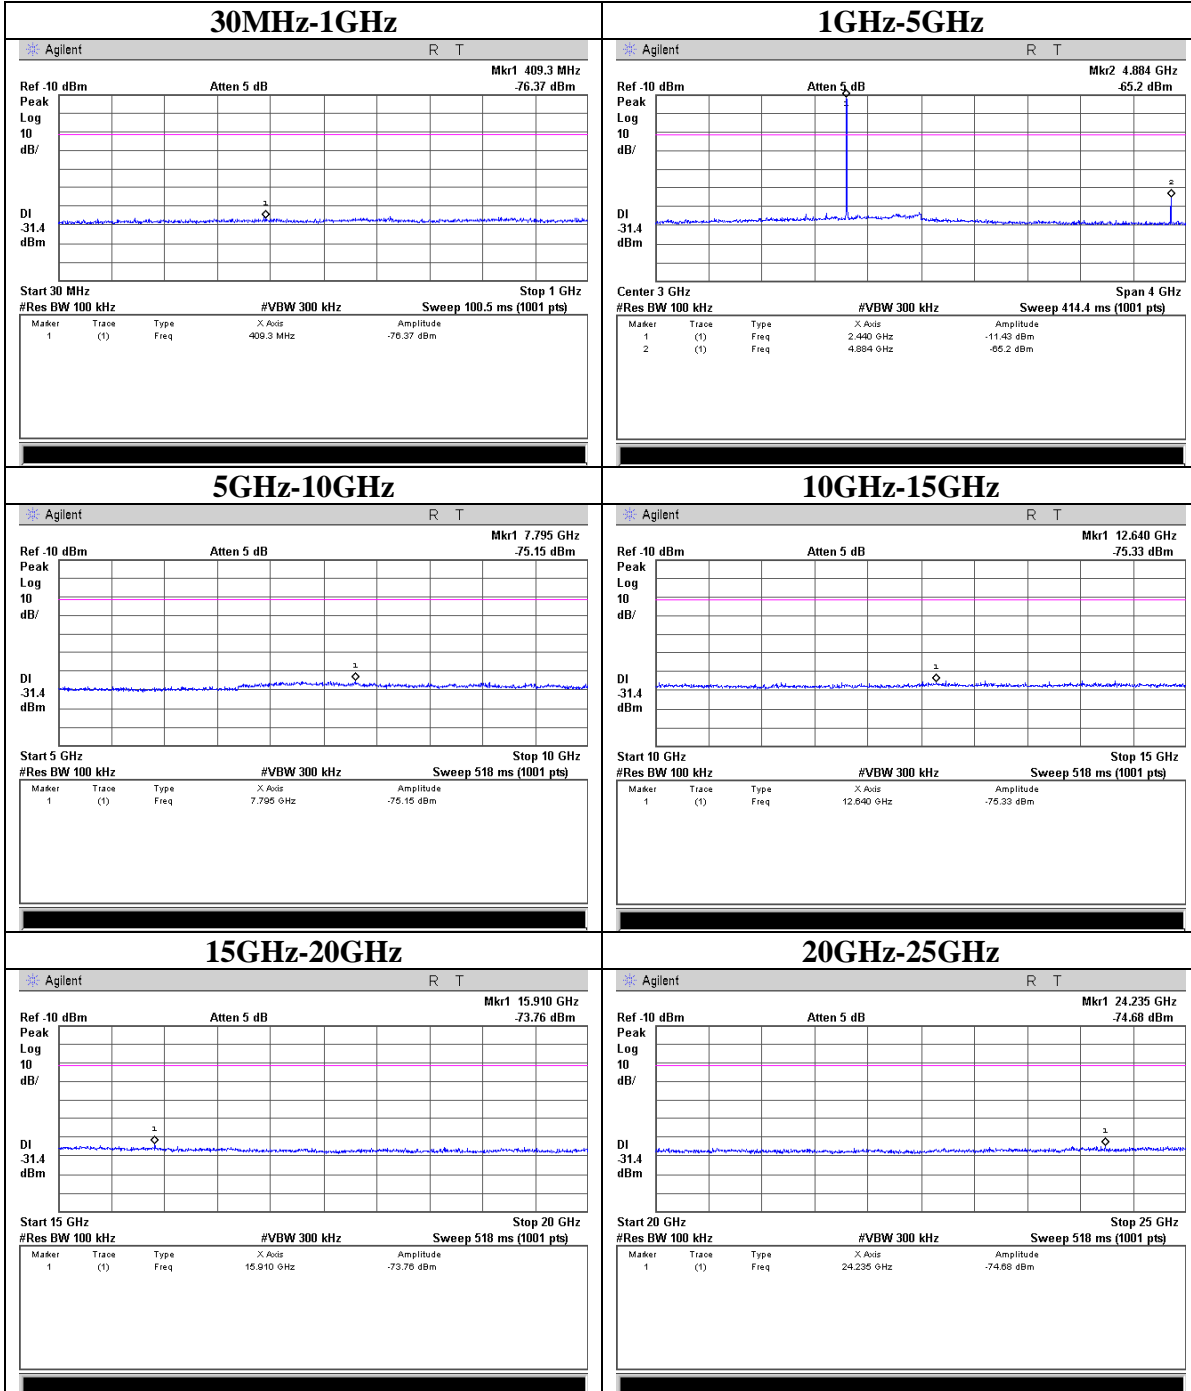 30MHz-1GHz
Agilent R T
Mkr1 409.3 MHz
Ref -10 dBm Atten 5 dB -76.37 dBm
Peak
Log
10
dB/
1
DI
-31.4
dBm
Start 30 MHz Stop 1 GHz
#Res BW 100 kHz #VBW 300 kHz Sweep 100.5 ms (1001 pts)
Marker Trace Type X Axis Amplitude
1 (1) Freq 409.3 MHz -76.37 dBm
1GHz-5GHz
Agilent R T
Mkr2 4.884 GHz
Ref -10 dBm Atten 5 dB -65.2 dBm
Peak
Log
10
dB/
1
2
DI
-31.4
dBm
Center 3 GHz Span 4 GHz
#Res BW 100 kHz #VBW 300 kHz Sweep 414.4 ms (1001 pts)
Marker Trace Type X Axis Amplitude
1 (1) Freq 2.440 GHz -11.43 dBm
2 (1) Freq 4.884 GHz -65.2 dBm
5GHz-10GHz
Agilent R T
Mkr1 7.795 GHz
Ref -10 dBm Atten 5 dB -75.15 dBm
Peak
Log
10
dB/
1
DI
-31.4
dBm
Start 5 GHz Stop 10 GHz
#Res BW 100 kHz #VBW 300 kHz Sweep 518 ms (1001 pts)
Marker Trace Type X Axis Amplitude
1 (1) Freq 7.795 GHz -75.15 dBm
10GHz-15GHz
Agilent R T
Mkr1 12.640 GHz
Ref -10 dBm Atten 5 dB -75.33 dBm
Peak
Log
10
dB/
1
DI
-31.4
dBm
Start 10 GHz Stop 15 GHz
#Res BW 100 kHz #VBW 300 kHz Sweep 518 ms (1001 pts)
Marker Trace Type X Axis Amplitude
1 (1) Freq 12.640 GHz -75.33 dBm
15GHz-20GHz
Agilent R T
Mkr1 15.910 GHz
Ref -10 dBm Atten 5 dB -73.76 dBm
Peak
Log
10
dB/
1
DI
-31.4
dBm
Start 15 GHz Stop 20 GHz
#Res BW 100 kHz #VBW 300 kHz Sweep 518 ms (1001 pts)
Marker Trace Type X Axis Amplitude
1 (1) Freq 15.910 GHz -73.76 dBm
20GHz-25GHz
Agilent R T
Mkr1 24.235 GHz
Ref -10 dBm Atten 5 dB -74.68 dBm
Peak
Log
10
dB/
1
DI
-31.4
dBm
Start 20 GHz Stop 25 GHz
#Res BW 100 kHz #VBW 300 kHz Sweep 518 ms (1001 pts)
Marker Trace Type X Axis Amplitude
1 (1) Freq 24.235 GHz -74.68 dBm